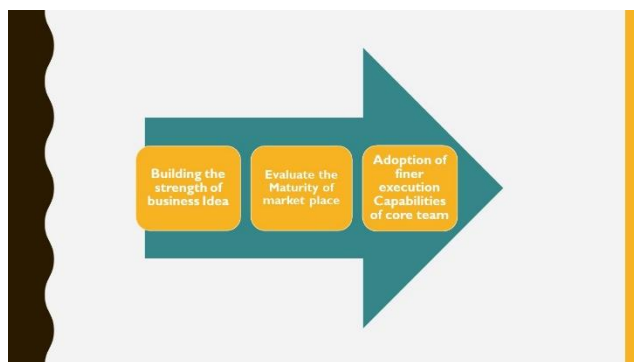 Building the
strength of
business Idea
Evaluate the
Maturity of
market place
Adoption of
finer
execution
Capabilities
of core team